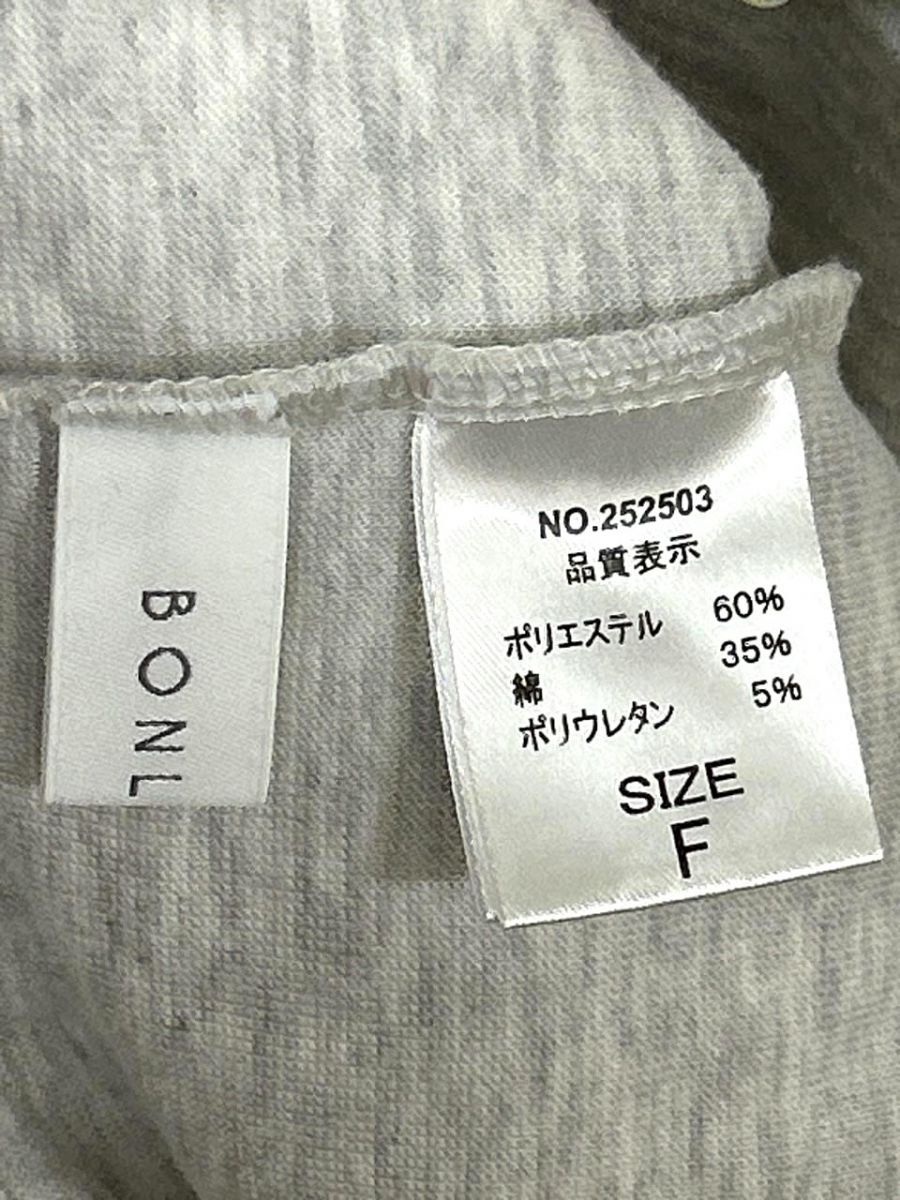 BONL
NO.252503
品質表示
ポリエステル 60%
綿 35%
ポリウレタン 5%
SIZE
F